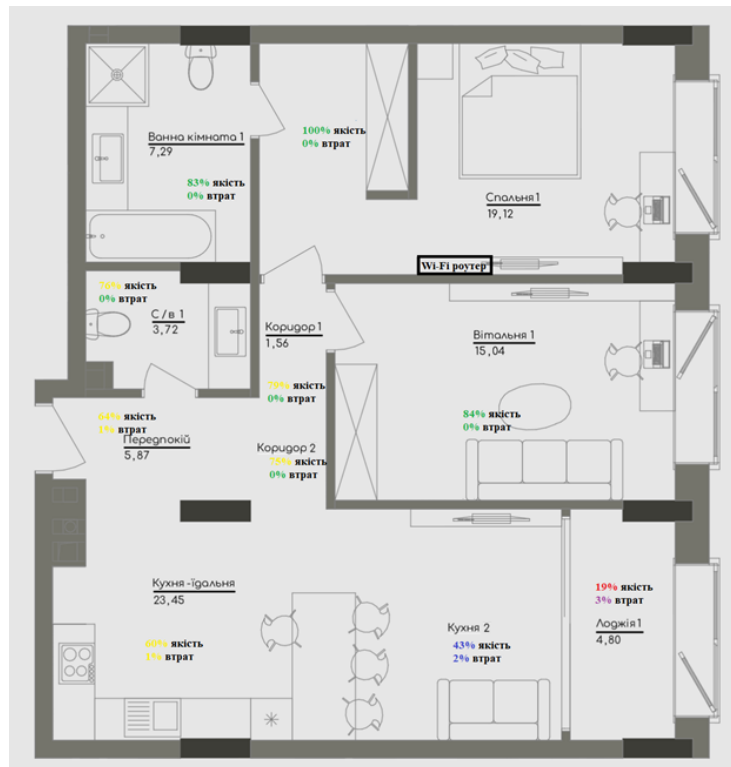 100% якість
0% втрат
Ванна кімната 1
7,29
83% якість
0% втрат
Спальня 1
19,12
Wi-Fi роутер
76% якість
0% втрат
С/в 1
3,72
Коридор 1
1,56
Вітальня 1
15,04
79% якість
0% втрат
84% якість
0% втрат
64% якість
1% втрат
Передпокій
5,87
Коридор 2
75% якість
0% втрат
Кухня-їдальня
23,45
60% якість
1% втрат
Кухня 2
43% якість
2% втрат
19% якість
3% втрат
Лоджія 1
4,80